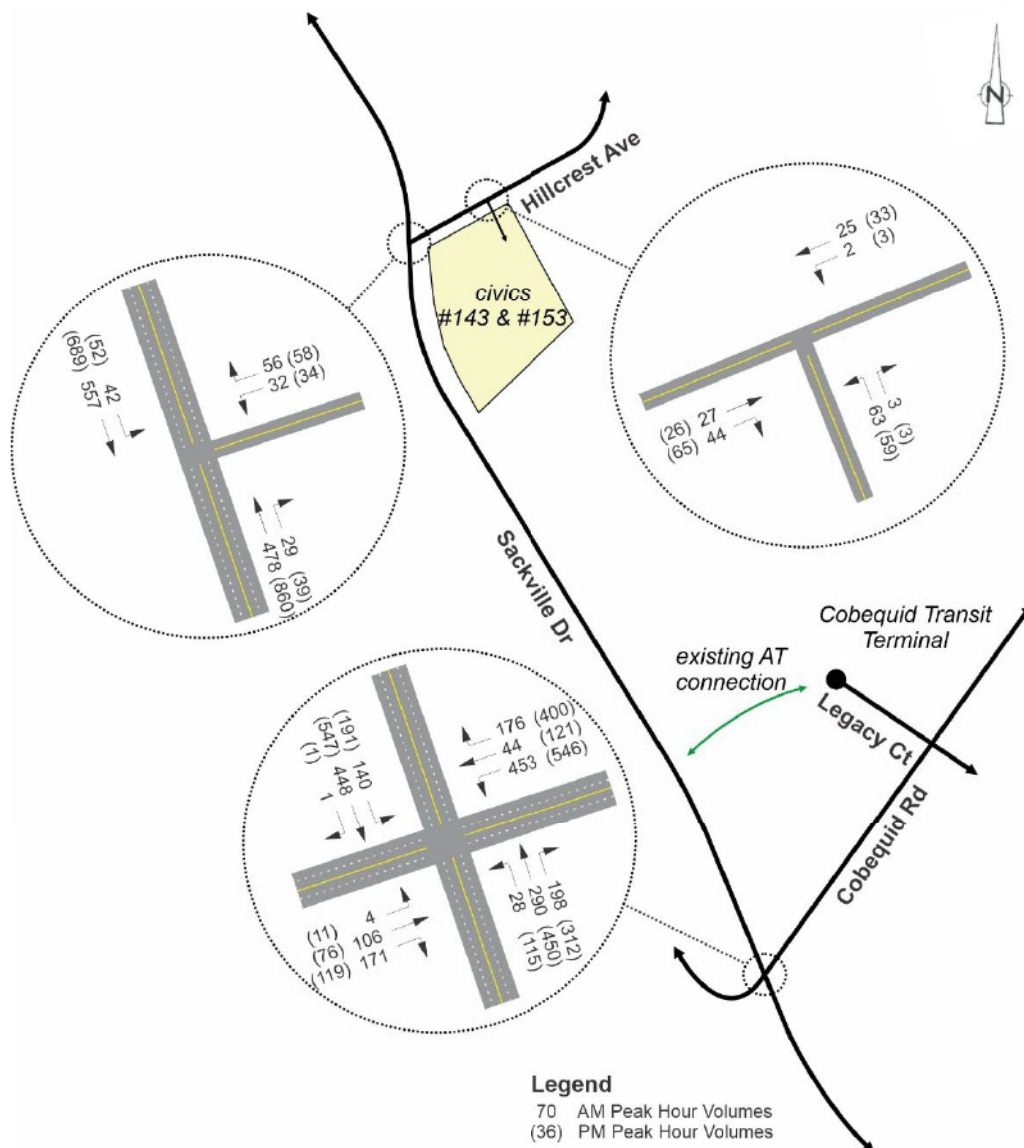 N
Hillcrest Ave
25 (33)
2 (3)
civics
#143 & #153
(52) 42
(689) 557
56 (58)
32 (34)
(26) 27
(65) 44
3 (3)
63 (59)
29 (39)
478 (860)
Sackville Dr
Cobequid Transit
Terminal
existing AT
connection
Legacy Ct
Cobequid Rd
(191) 140
(547) 448
(1) 1
176 (400)
44 (121)
453 (546)
(11) 4
(76) 106
(119) 171
198 (312)
290 (450)
28 (115)
Legend
70 AM Peak Hour Volumes
(36) PM Peak Hour Volumes